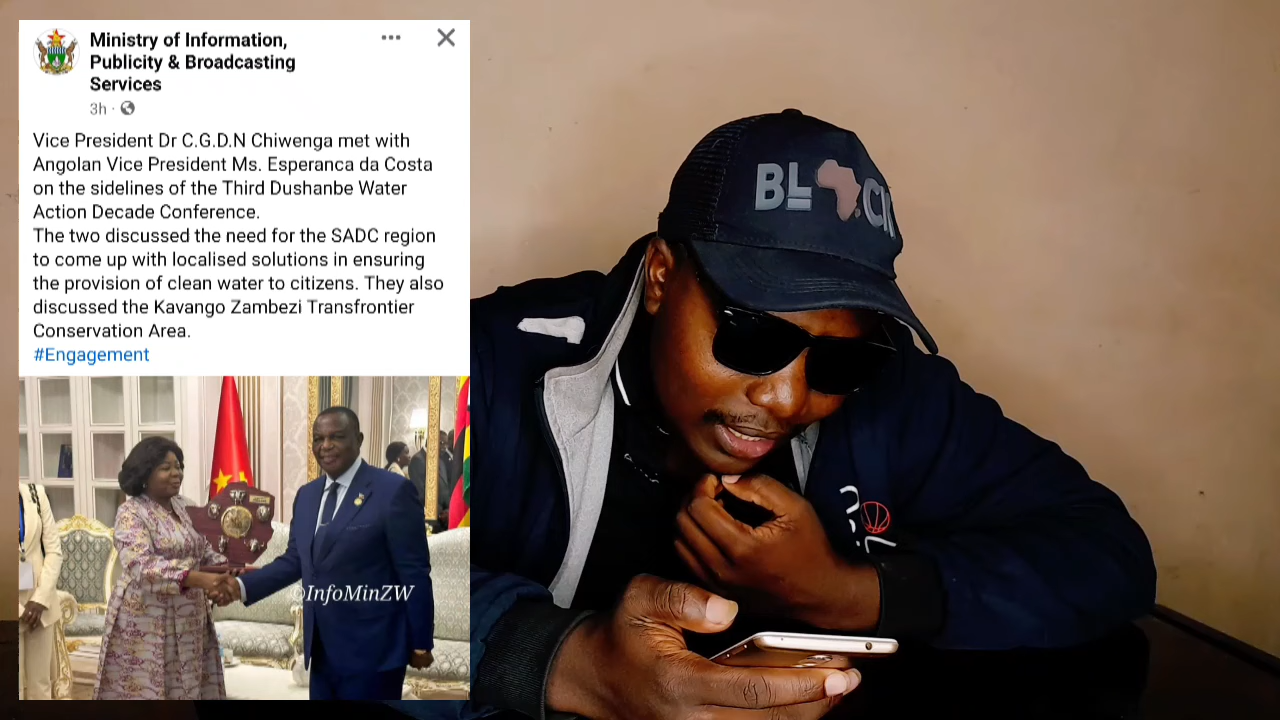 Ministry of Information,
Publicity & Broadcasting
Services
3h ·
Vice President Dr C.G.D.N Chiwenga met with
Angolan Vice President Ms. Esperanca da Costa
on the sidelines of the Third Dushanbe Water
Action Decade Conference.
The two discussed the need for the SADC region
to come up with localised solutions in ensuring
the provision of clean water to citizens. They also
discussed the Kavango Zambezi Transfrontier
Conservation Area.
#Engagement
©InfoMinZW
BLACK